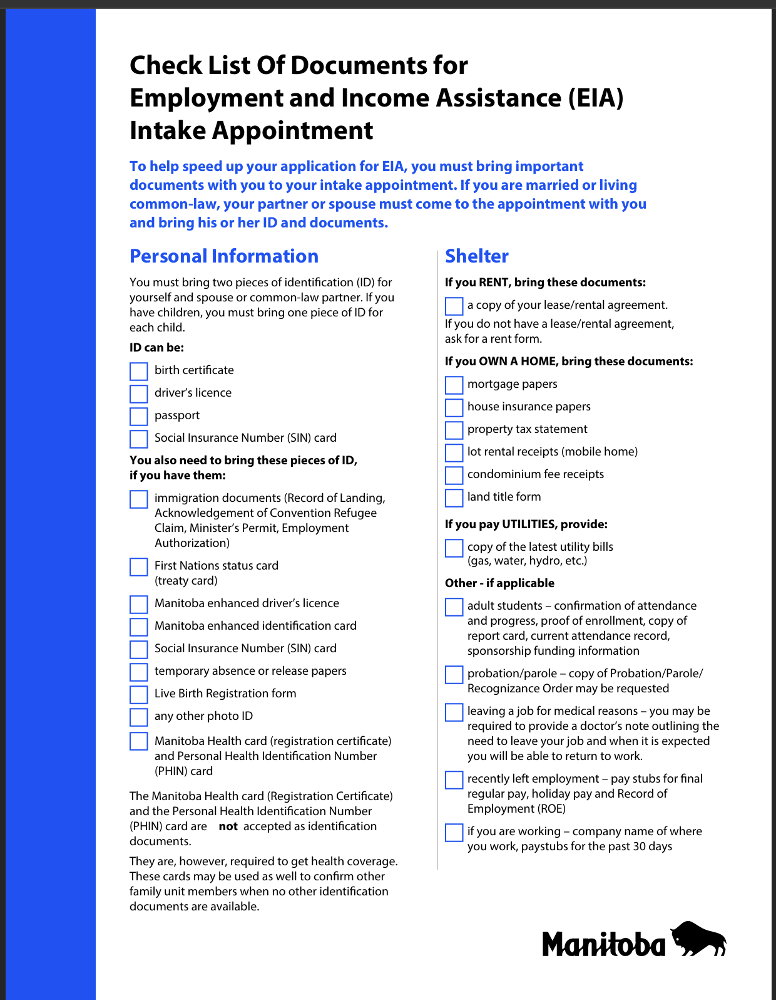 Check List Of Documents for
Employment and Income Assistance (EIA)
Intake Appointment
To help speed up your application for EIA, you must bring important
documents with you to your intake appointment. If you are married or living
common-law, your partner or spouse must come to the appointment with you
and bring his or her ID and documents.
Personal Information
You must bring two pieces of identification (ID) for
yourself and spouse or common-law partner. If you
have children, you must bring one piece of ID for
each child.
ID can be:
birth certificate
driver's licence
passport
Social Insurance Number (SIN) card
You also need to bring these pieces of ID,
if you have them:
immigration documents (Record of Landing,
Acknowledgement of Convention Refugee
Claim, Minister's Permit, Employment
Authorization)
First Nations status card
(treaty card)
Manitoba enhanced driver's licence
Manitoba enhanced identification card
Social Insurance Number (SIN) card
temporary absence or release papers
Live Birth Registration form
any other photo ID
Manitoba Health card (registration certificate)
and Personal Health Identification Number
(PHIN) card
The Manitoba Health card (Registration Certificate)
and the Personal Health Identification Number
(PHIN) card are not accepted as identification
documents.
They are, however, required to get health coverage.
These cards may be used as well to confirm other
family unit members when no other identification
documents are available.
Shelter
If you RENT, bring these documents:
a copy of your lease/rental agreement.
If you do not have a lease/rental agreement,
ask for a rent form.
If you OWN A HOME, bring these documents:
mortgage papers
house insurance papers
property tax statement
lot rental receipts (mobile home)
condominium fee receipts
land title form
If you pay UTILITIES, provide:
copy of the latest utility bills
(gas, water, hydro, etc.)
Other - if applicable
adult students – confirmation of attendance
and progress, proof of enrollment, copy of
report card, current attendance record,
sponsorship funding information
probation/parole – copy of Probation/Parole/
Recognizance Order may be requested
leaving a job for medical reasons – you may be
required to provide a doctor's note outlining the
need to leave your job and when it is expected
you will be able to return to work.
recently left employment – pay stubs for final
regular pay, holiday pay and Record of
Employment (ROE)
if you are working – company name of where
you work, paystubs for the past 30 days
Manitoba